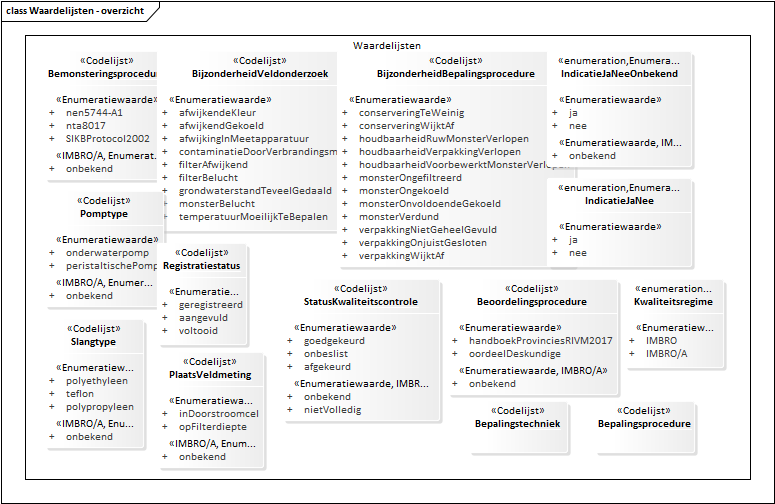 class Waardelijsten - overzicht
Waardelijsten
«Codelijst»
Bemonsteringsprocedur
«Enumeratiewaarde»
+ nen5744-A1
+ nta8017
+ SIKBProtocol2002
«IMBRO/A, Enumerat...
+ onbekend
«Codelijst»
BijzonderheidVeldonderzoek
«Enumeratiewaarde»
+ afwijkendeKleur
+ afwijkendGekoeld
+ afwijkingInMeetapparatuur
+ contaminatieDoorVerbrandingsm
+ filterAfwijkend
+ filterBelucht
+ grondwaterstandTeveelGedaald
+ monsterBelucht
+ temperatuurMoeilijkTeBepalen
«Codelijst»
BijzonderheidBepalingsprocedure
«Enumeratiewaarde»
+ conserveringTeWeinig
+ conserveringWijktAf
+ houdbaarheidRuwMonsterVerlopen
+ houdbaarheidVerpakkingVerlopen
+ houdbaarheidVoorbewerktMonsterVerlopen
+ monsterOngefiltreerd
+ monsterOngekoeld
+ monsterOnvoldoendeGekoeld
+ monsterVerdund
+ verpakkingNietGeheelGevuld
+ verpakkingOnjuistGesloten
+ verpakkingWijktAf
«enumeration,Enumera...
IndicatieJaNeeOnbekend
«Enumeratiewaarde»
+ ja
+ nee
«Enumeratiewaarde, IM...
+ onbekend
«enumeration,Enumera...
IndicatieJaNee
«Enumeratiewaarde»
+ ja
+ nee
«Codelijst»
Pomptype
«Enumeratiewaarde»
+ onderwaterpomp
+ peristaltischePomp
«IMBRO/A, Enumer...
+ onbekend
«Codelijst»
Registratiestatus
«Enumeratie...
+ geregistreerd
+ aangevuld
+ voltooid
«Codelijst»
StatusKwaliteitscontrole
«Enumeratiewaarde»
+ goedgekeurd
+ onbeslist
+ afgekeurd
«Enumeratiewaarde, IMBR...
+ onbekend
+ nietVolledig
«Codelijst»
Beoordelingsprocedure
«Enumeratiewaarde»
+ handboekProvinciesRIVM2017
+ oordeelDeskundige
«Enumeratiewaarde, IMBRO/A»
+ onbekend
«enumeration...
Kwaliteitsregime
«Enumeratiew...
+ IMBRO
+ IMBRO/A
«Codelijst»
Slangtype
«Enumeratiew...
+ polyethyleen
+ teflon
+ polypropyleen
«IMBRO/A, Enu...
+ onbekend
«Codelijst»
PlaatsVeldmeting
«Enumeratiewa...
+ inDoorstroomcel
+ opFilterdiepte
«IMBRO/A, Enum...
+ onbekend
«Codelijst»
Bepalingstechniek
«Codelijst»
Bepalingsprocedure